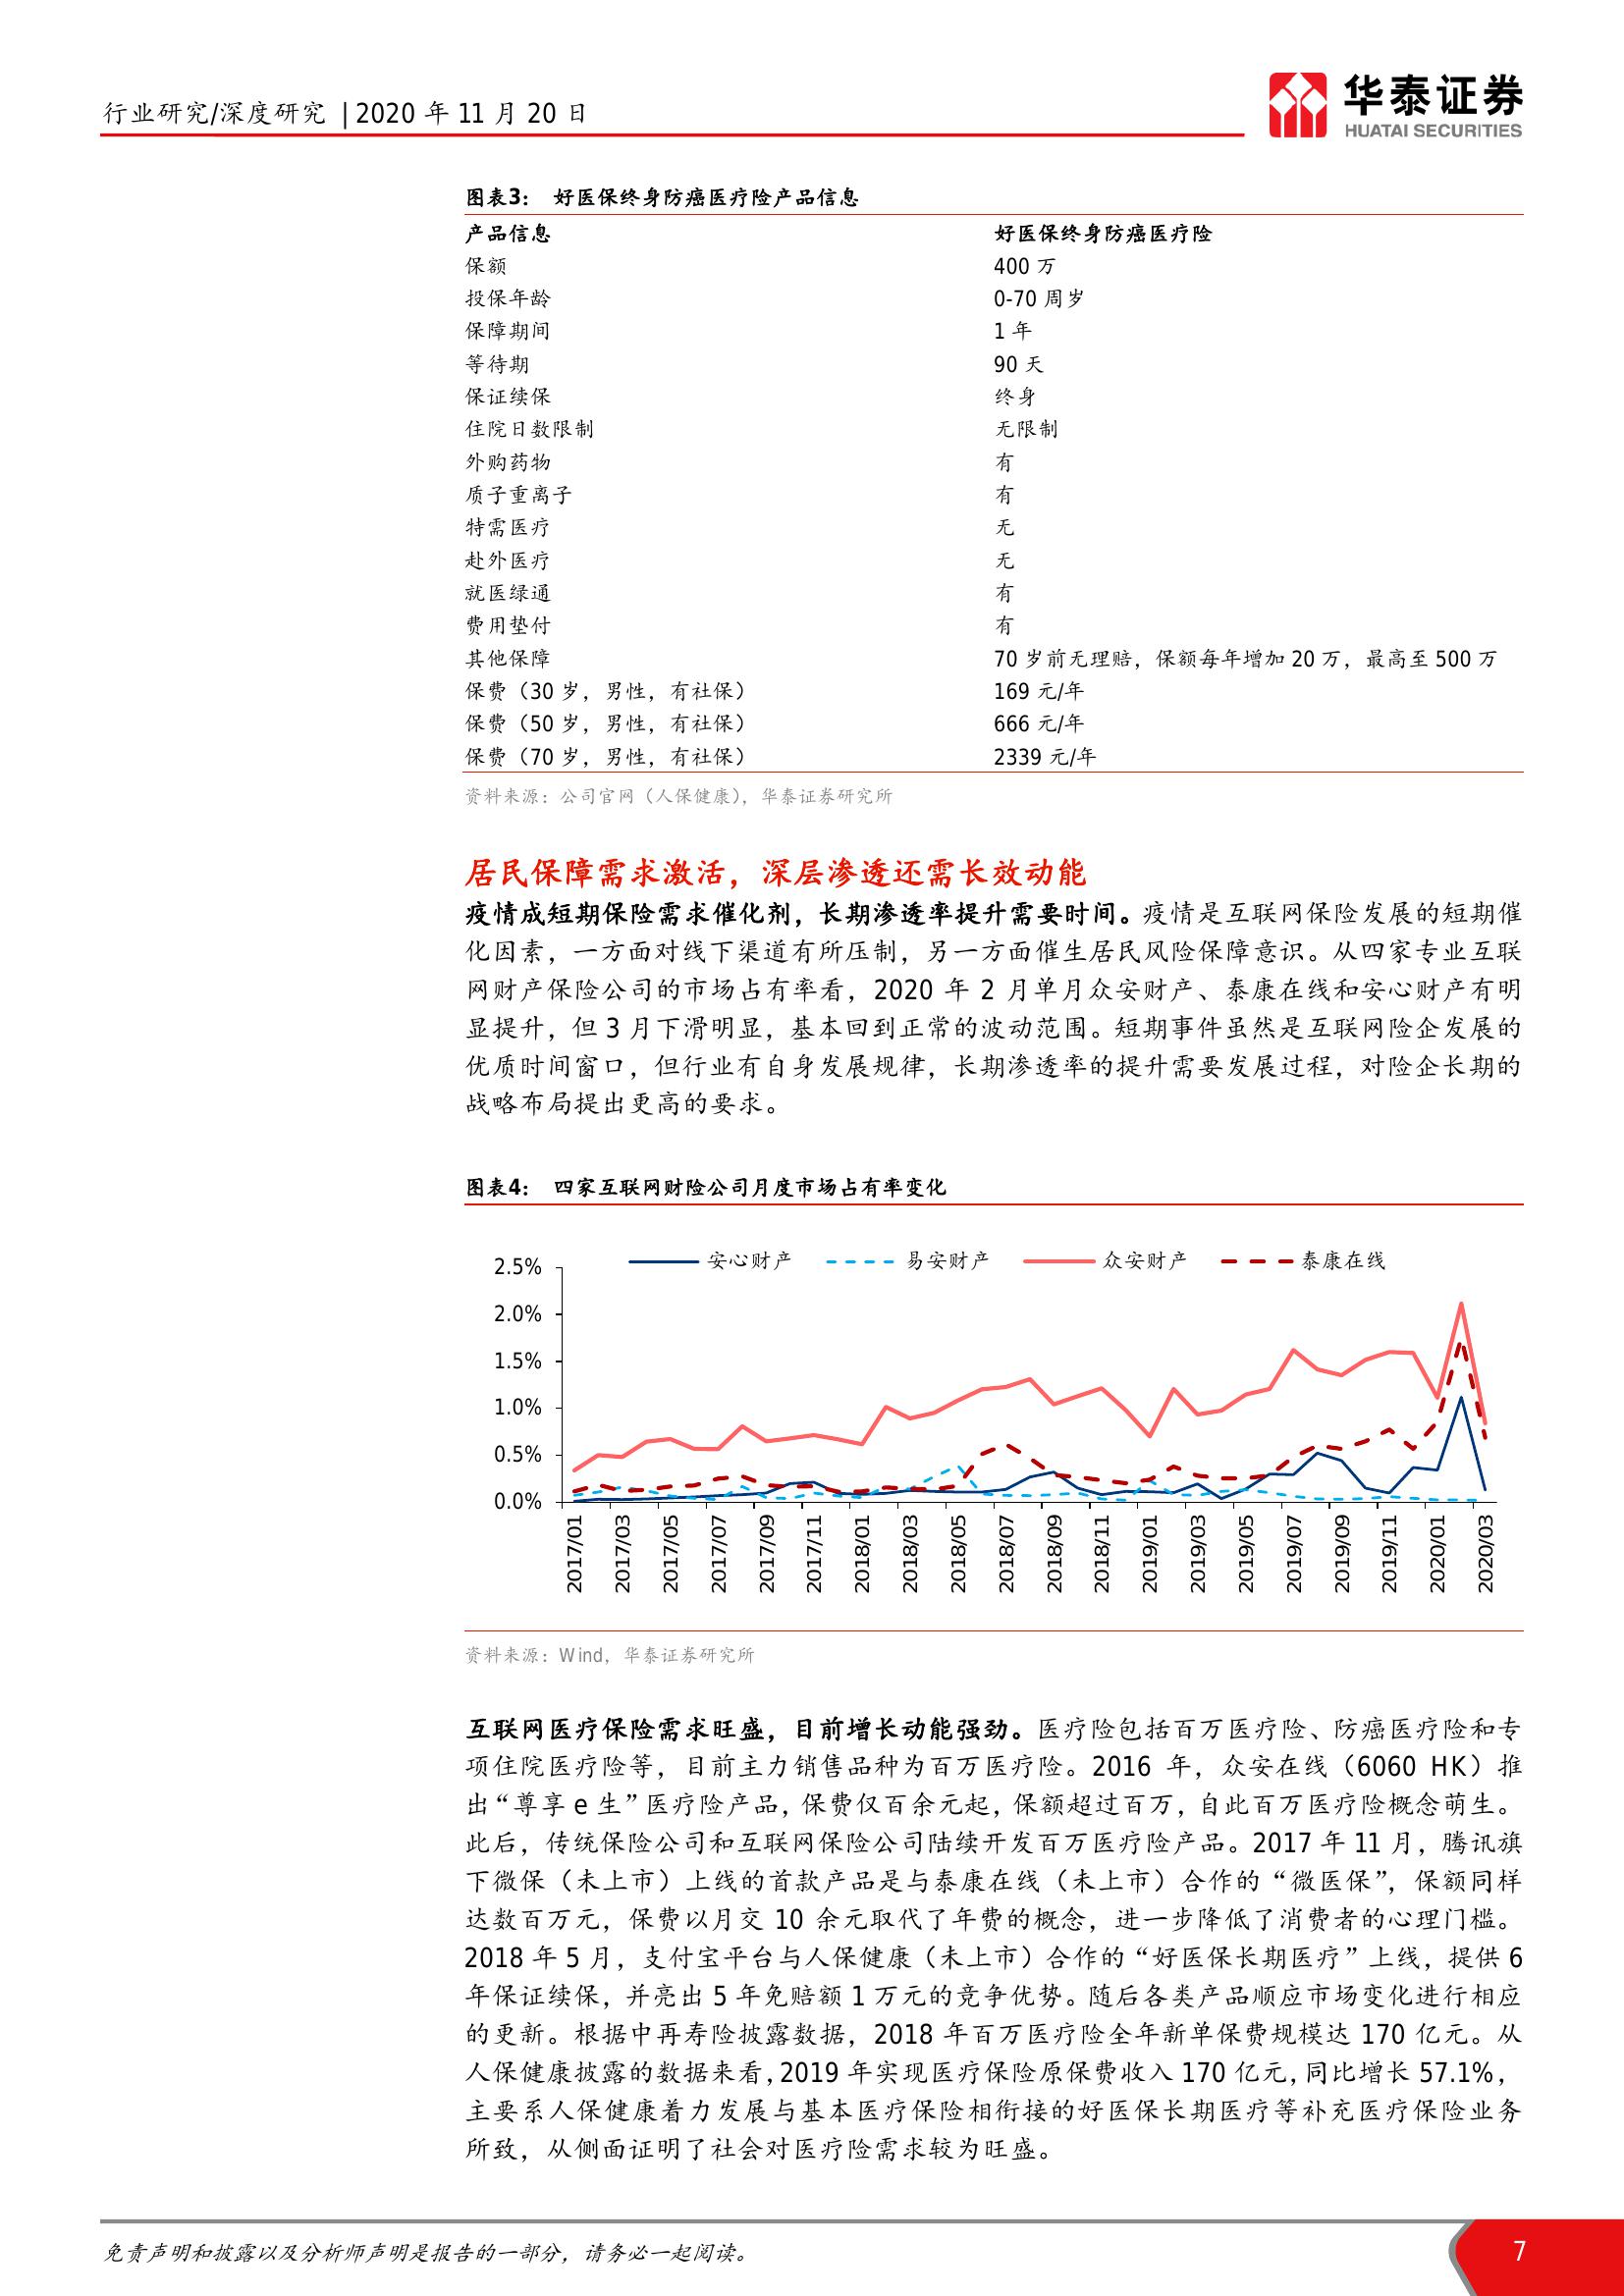 行业研究/深度研究 | 2020 年 11 月 20 日
华泰证券
HUATAI SECURITIES
图表3: 好医保终身防癌医疗险产品信息
产品信息 好医保终身防癌医疗险
保额 400 万
投保年龄 0-70 周岁
保障期间 1 年
等待期 90 天
保证续保 终身
住院日数限制 无限制
外购药物 有
质子重离子 有
特需医疗 无
赴外医疗 无
就医绿通 有
费用垫付 有
其他保障 70 岁前无理赔，保额每年增加 20 万，最高至 500 万
保费（30 岁，男性，有社保） 169 元/年
保费（50 岁，男性，有社保） 666 元/年
保费（70 岁，男性，有社保） 2339 元/年
资料来源：公司官网（人保健康），华泰证券研究所
居民保障需求激活，深层渗透还需长效动能
疫情成短期保险需求催化剂，长期渗透率提升需要时间。疫情是互联网保险发展的短期催
化因素，一方面对线下渠道有所压制，另一方面催生居民风险保障意识。从四家专业互联
网财产保险公司的市场占有率看，2020 年 2 月单月众安财产、泰康在线和安心财产有明
显提升，但 3 月下滑明显，基本回到正常的波动范围。短期事件虽然是互联网险企发展的
优质时间窗口，但行业有自身发展规律，长期渗透率的提升需要发展过程，对险企长期的
战略布局提出更高的要求。
图表4: 四家互联网财险公司月度市场占有率变化
安心财产 易安财产 众安财产 泰康在线
2.5%
2.0%
1.5%
1.0%
0.5%
0.0%
2017/01 2017/03 2017/05 2017/07 2017/09 2017/11 2018/01 2018/03 2018/05 2018/07 2018/09 2018/11 2019/01 2019/03 2019/05 2019/07 2019/09 2019/11 2020/01 2020/03
资料来源：Wind，华泰证券研究所
互联网医疗保险需求旺盛，目前增长动能强劲。医疗险包括百万医疗险、防癌医疗险和专
项住院医疗险等，目前主力销售品种为百万医疗险。2016 年，众安在线（6060 HK）推
出“尊享 e 生”医疗险产品，保费仅百余元起，保额超过百万，自此百万医疗险概念萌生。
此后，传统保险公司和互联网保险公司陆续开发百万医疗险产品。2017 年 11 月，腾讯旗
下微保（未上市）上线的首款产品是与泰康在线（未上市）合作的“微医保”，保额同样
达数百万元，保费以月交 10 余元取代了年费的概念，进一步降低了消费者的心理门槛。
2018 年 5 月，支付宝平台与人保健康（未上市）合作的“好医保长期医疗”上线，提供 6
年保证续保，并亮出 5 年免赔额 1 万元的竞争优势。随后各类产品顺应市场变化进行相应
的更新。根据中再寿险披露数据，2018 年百万医疗险全年新单保费规模达 170 亿元。从
人保健康披露的数据来看，2019 年实现医疗保险原保费收入 170 亿元，同比增长 57.1%，
主要系人保健康着力发展与基本医疗保险相衔接的好医保长期医疗等补充医疗保险业务
所致，从侧面证明了社会对医疗险需求较为旺盛。
免责声明和披露以及分析师声明是报告的一部分，请务必一起阅读。
7